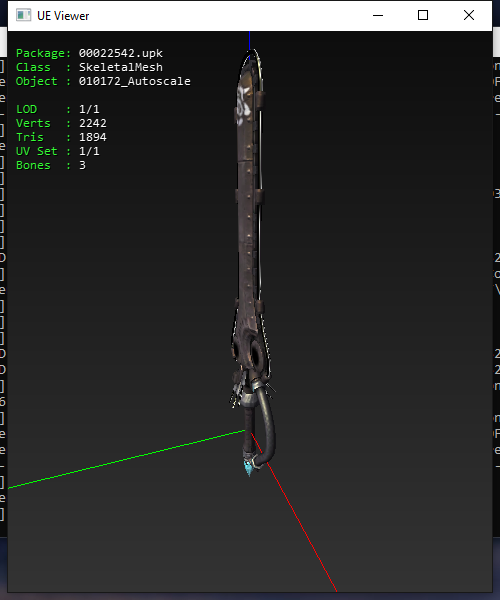 UE Viewer
Package: 00022542.upk
Class : SkeletalMesh
Object : 010172_Autoscale
LOD : 1/1
Verts : 2242
Tris : 1894
UV Set : 1/1
Bones : 3